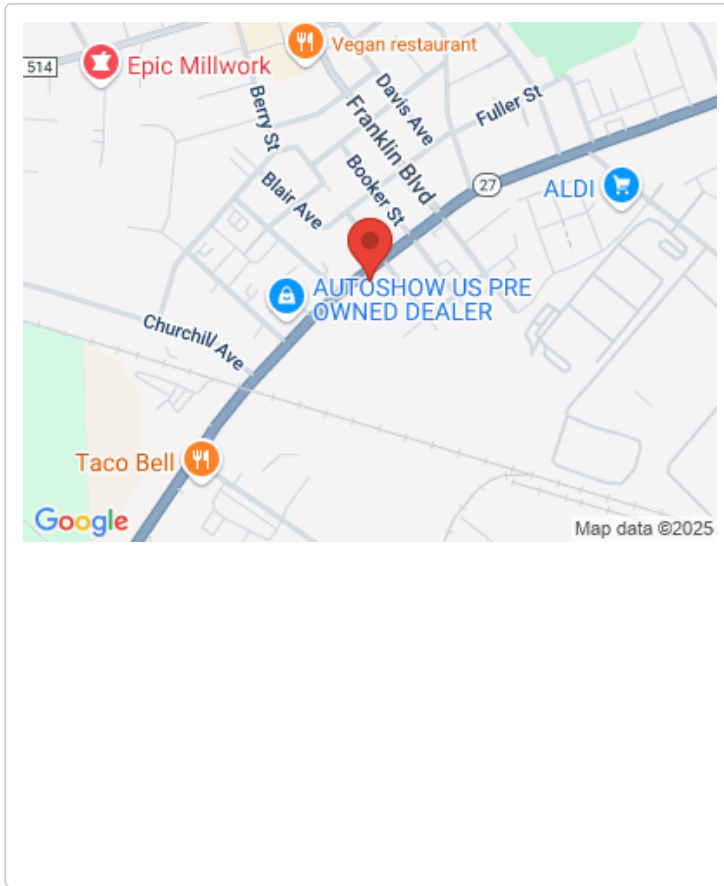 514
Epic Millwork
Vegan restaurant
Berry St
Davis Ave
Franklin Blvd
Fuller St
Booker St
Blair Ave
27
ALDI
AUTOSHOW US PRE
OWNED DEALER
Churchill Ave
Taco Bell
Google
Map data ©2025